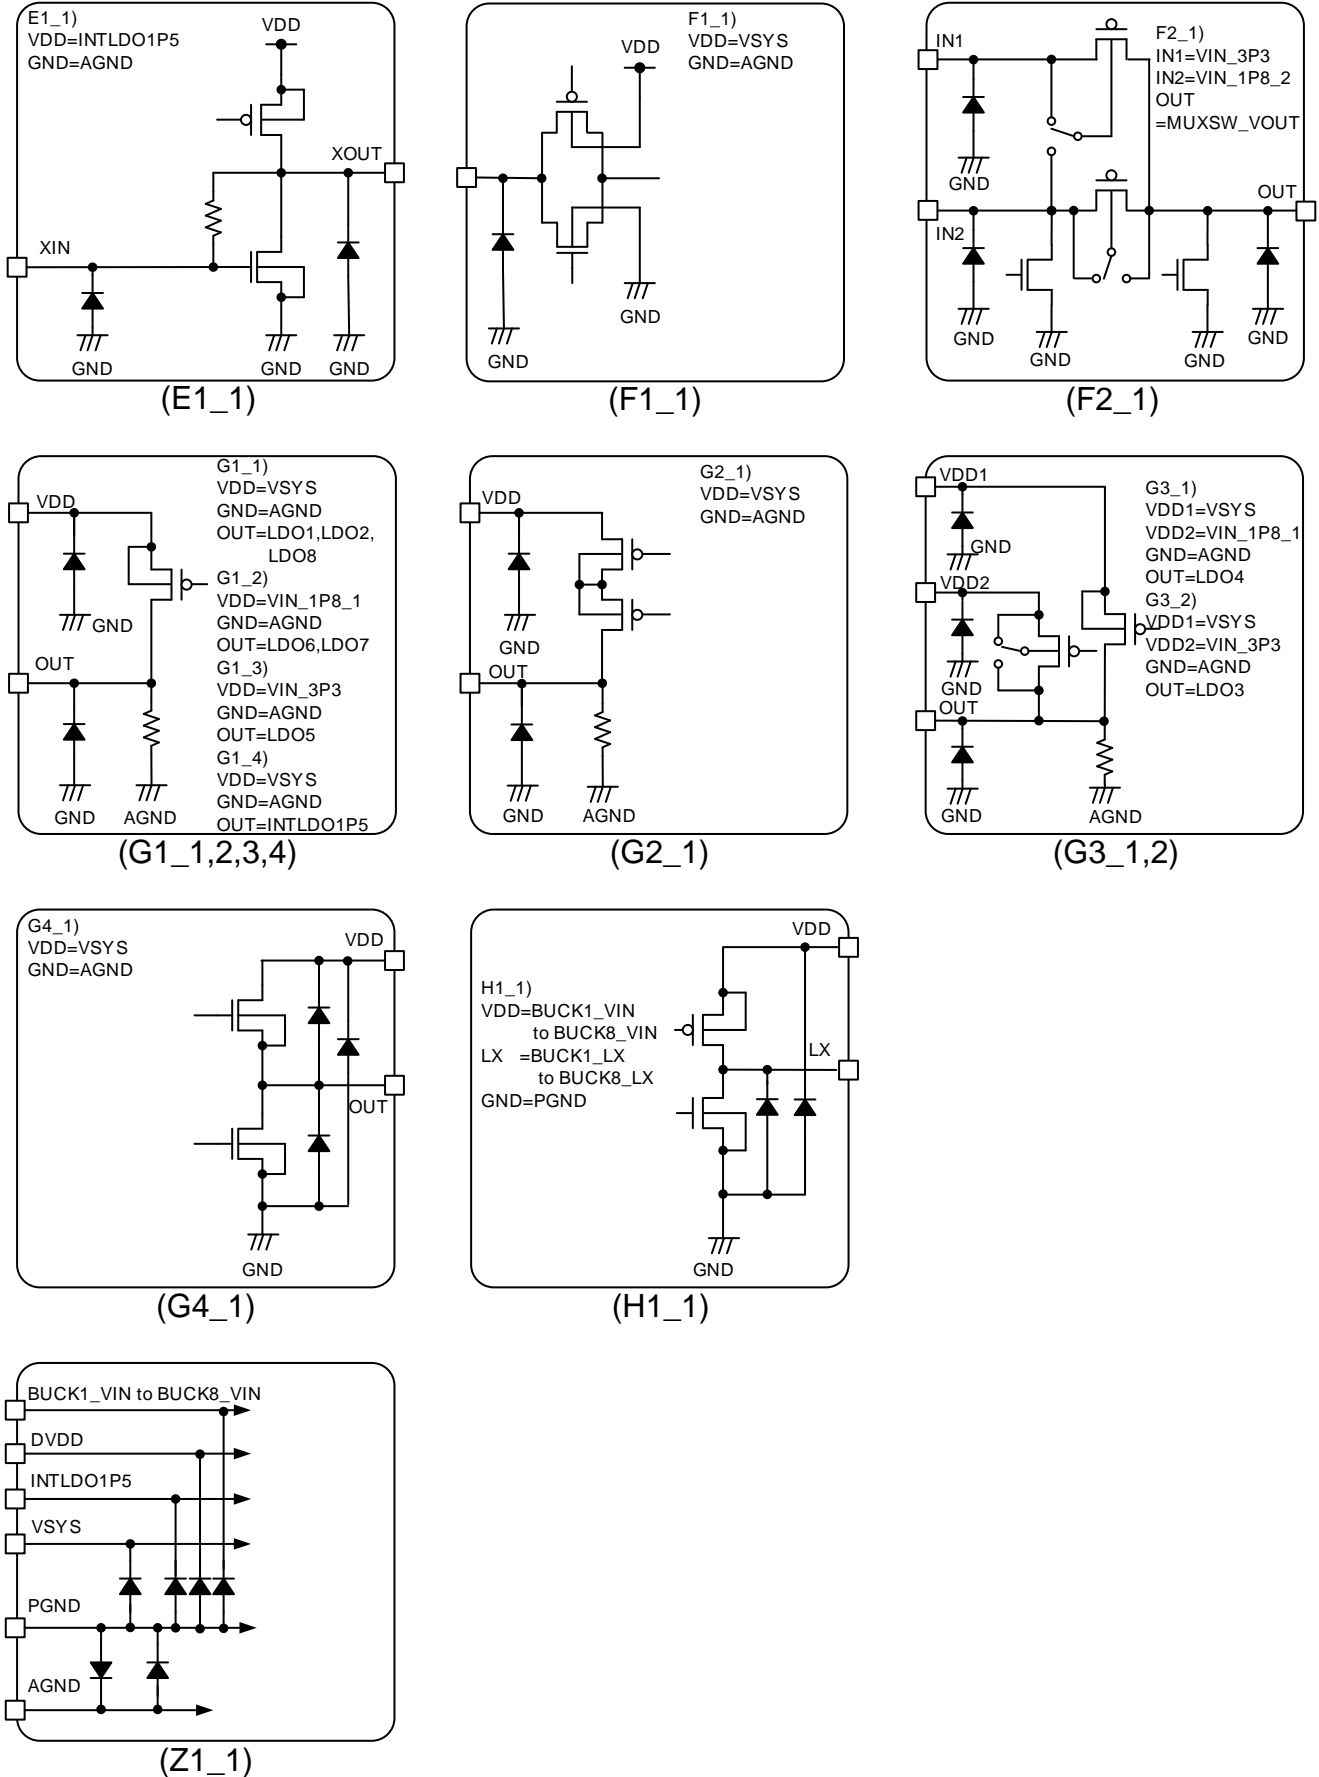 E1_1)
VDD=INTLDO1P5
GND=AGND
VDD
XOUT
XIN
GND
GND
GND
(E1_1)
F1_1)
VDD=VSYS
GND=AGND
VDD
GND
GND
(F1_1)
IN1
F2_1)
IN1=VIN_3P3
IN2=VIN_1P8_2
OUT
=MUXSW_VOUT
GND
OUT
IN2
GND
GND
GND
GND
(F2_1)
G1_1)
VDD=VSYS
GND=AGND
OUT=LDO1,LDO2,
LDO8
G1_2)
VDD=VIN_1P8_1
GND=AGND
OUT=LDO6,LDO7
G1_3)
VDD=VIN_3P3
GND=AGND
OUT=LDO5
G1_4)
VDD=VSYS
GND=AGND
OUT=INTLDO1P5
VDD
GND
OUT
GND
AGND
(G1_1,2,3,4)
G2_1)
VDD=VSYS
GND=AGND
VDD
GND
OUT
GND
AGND
(G2_1)
VDD1
GND
VDD2
GND
OUT
GND
AGND
G3_1)
VDD1=VSYS
VDD2=VIN_1P8_1
GND=AGND
OUT=LDO4
G3_2)
VDD1=VSYS
VDD2=VIN_3P3
GND=AGND
OUT=LDO3
(G3_1,2)
G4_1)
VDD=VSYS
GND=AGND
VDD
OUT
GND
(G4_1)
VDD
H1_1)
VDD=BUCK1_VIN
to BUCK8_VIN
LX =BUCK1_LX
to BUCK8_LX
GND=PGND
LX
GND
(H1_1)
BUCK1_VIN to BUCK8_VIN
DVDD
INTLDO1P5
VSYS
PGND
AGND
(Z1_1)